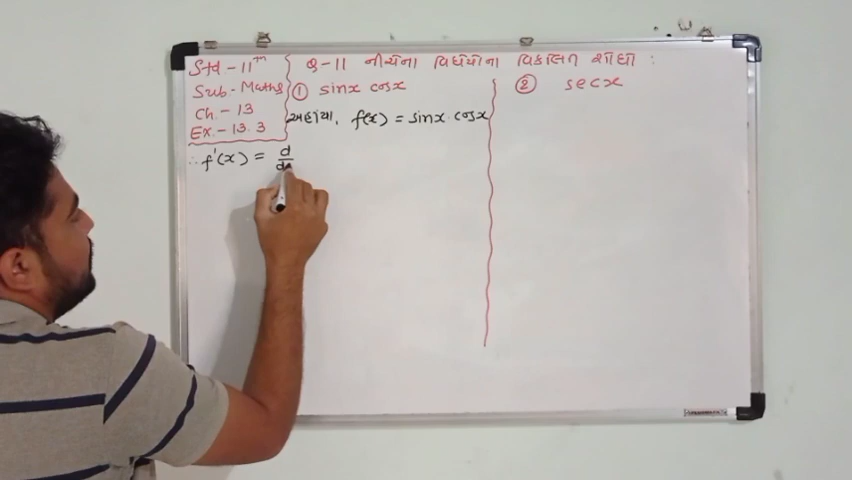 Std - 11th
Sub - Maths
Ch. - 13
Ex. - 13.3
Q-11 નીચેના વિધેયોના વિકલિત શોધો :
① sinx cosx
અહીંયા, f(x) = sinx · cosx
∴ f'(x) = d/dx
② secx